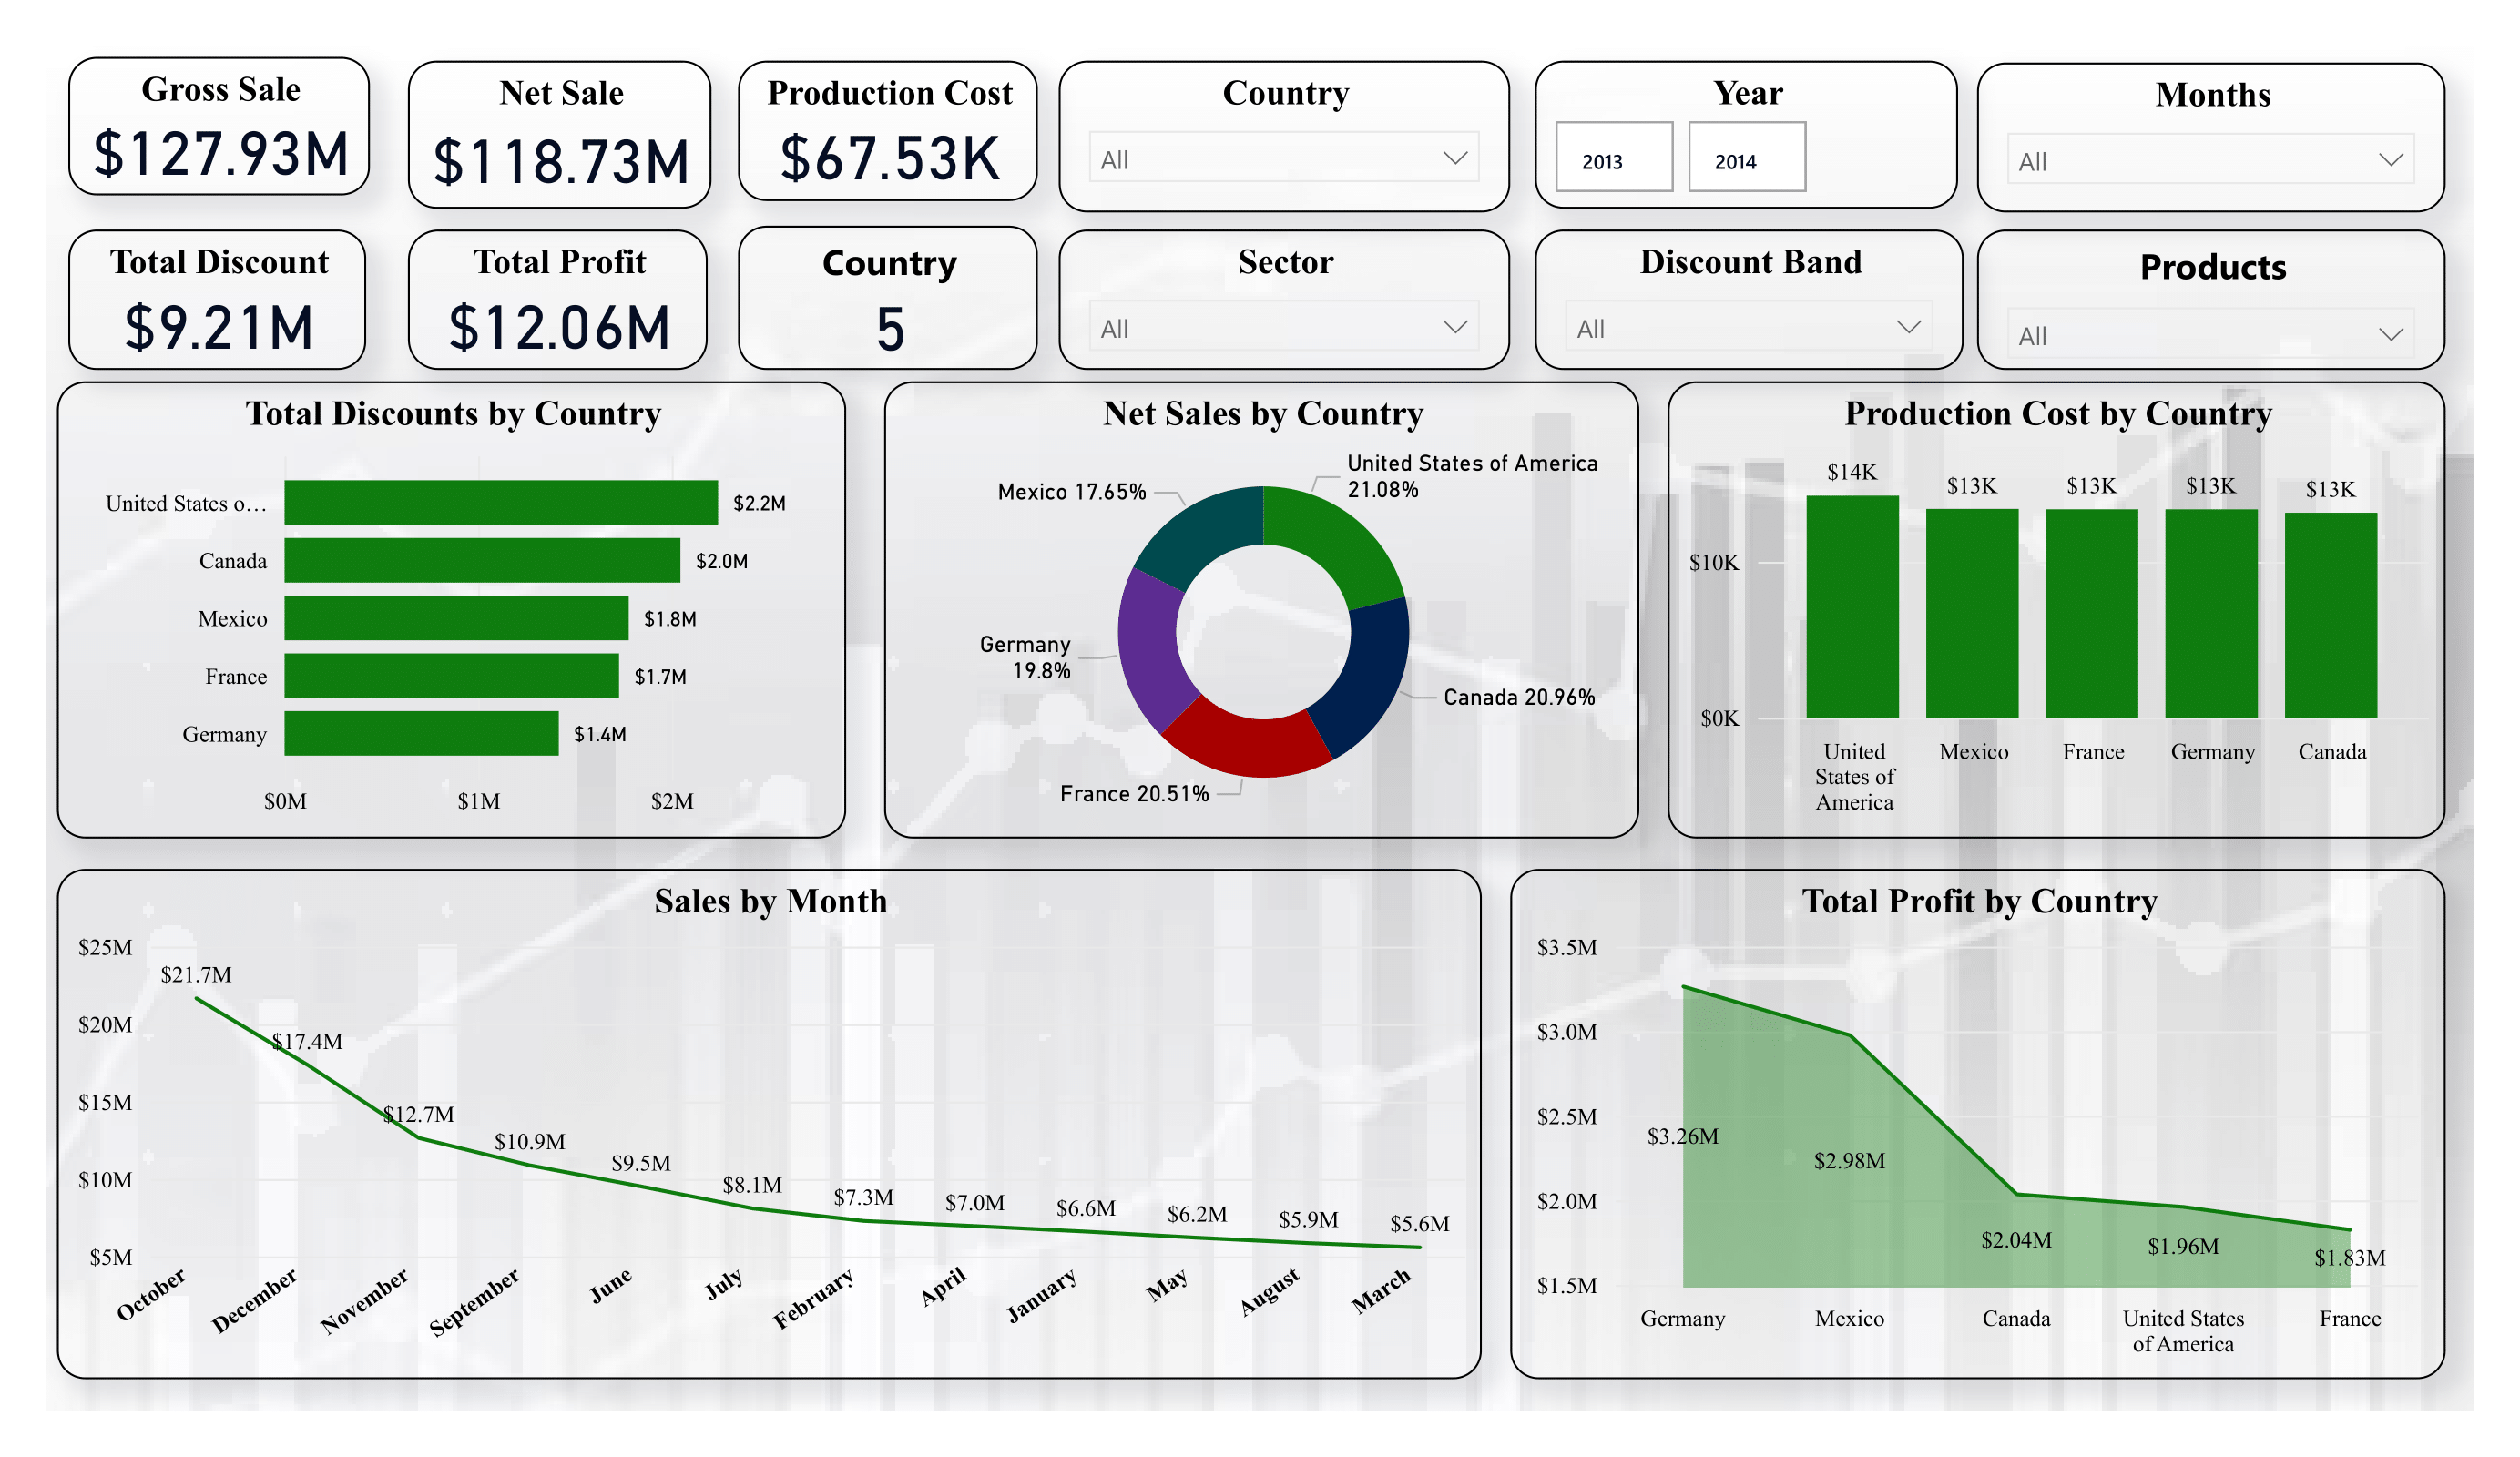 Gross Sale
$127.93M
Net Sale
$118.73M
Production Cost
$67.53K
Country
All
Year
2013
2014
Months
All
Total Discount
$9.21M
Total Profit
$12.06M
Country
5
Sector
All
Discount Band
All
Products
All
Total Discounts by Country
United States o...
$2.2M
Canada
$2.0M
Mexico
$1.8M
France
$1.7M
Germany
$1.4M
$0M
$1M
$2M
Net Sales by Country
United States of America
21.08%
Mexico 17.65%
Germany
19.8%
Canada 20.96%
France 20.51%
Production Cost by Country
$14K
$13K
$13K
$13K
$13K
$10K
$0K
United
States of
America
Mexico
France
Germany
Canada
Sales by Month
$25M
$20M
$15M
$10M
$5M
$21.7M
$17.4M
$12.7M
$10.9M
$9.5M
$8.1M
$7.3M
$7.0M
$6.6M
$6.2M
$5.9M
$5.6M
October
December
November
September
June
July
February
April
January
May
August
March
Total Profit by Country
$3.5M
$3.0M
$2.5M
$2.0M
$1.5M
$3.26M
$2.98M
$2.04M
$1.96M
$1.83M
Germany
Mexico
Canada
United States
of America
France